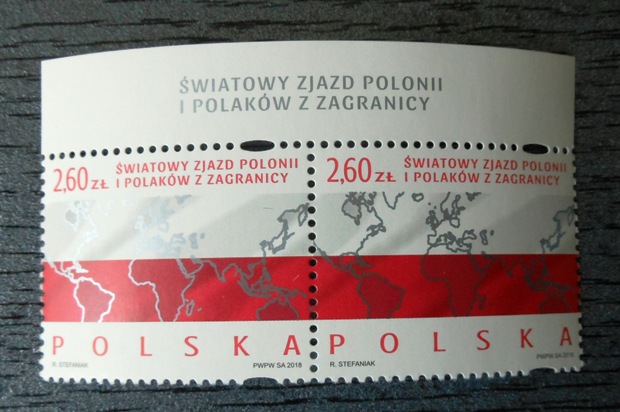 ŚWIATOWY ZJAZD POLONII
I POLAKÓW Z ZAGRANICY
2,60 ZŁ
ŚWIATOWY ZJAZD POLONII
I POLAKÓW Z ZAGRANICY
POLSKA
R. STEFANIAK
PWPW SA 2018
2,60 ZŁ
ŚWIATOWY ZJAZD POLONII
I POLAKÓW Z ZAGRANICY
POLSKA
R. STEFANIAK
PWPW SA 2018